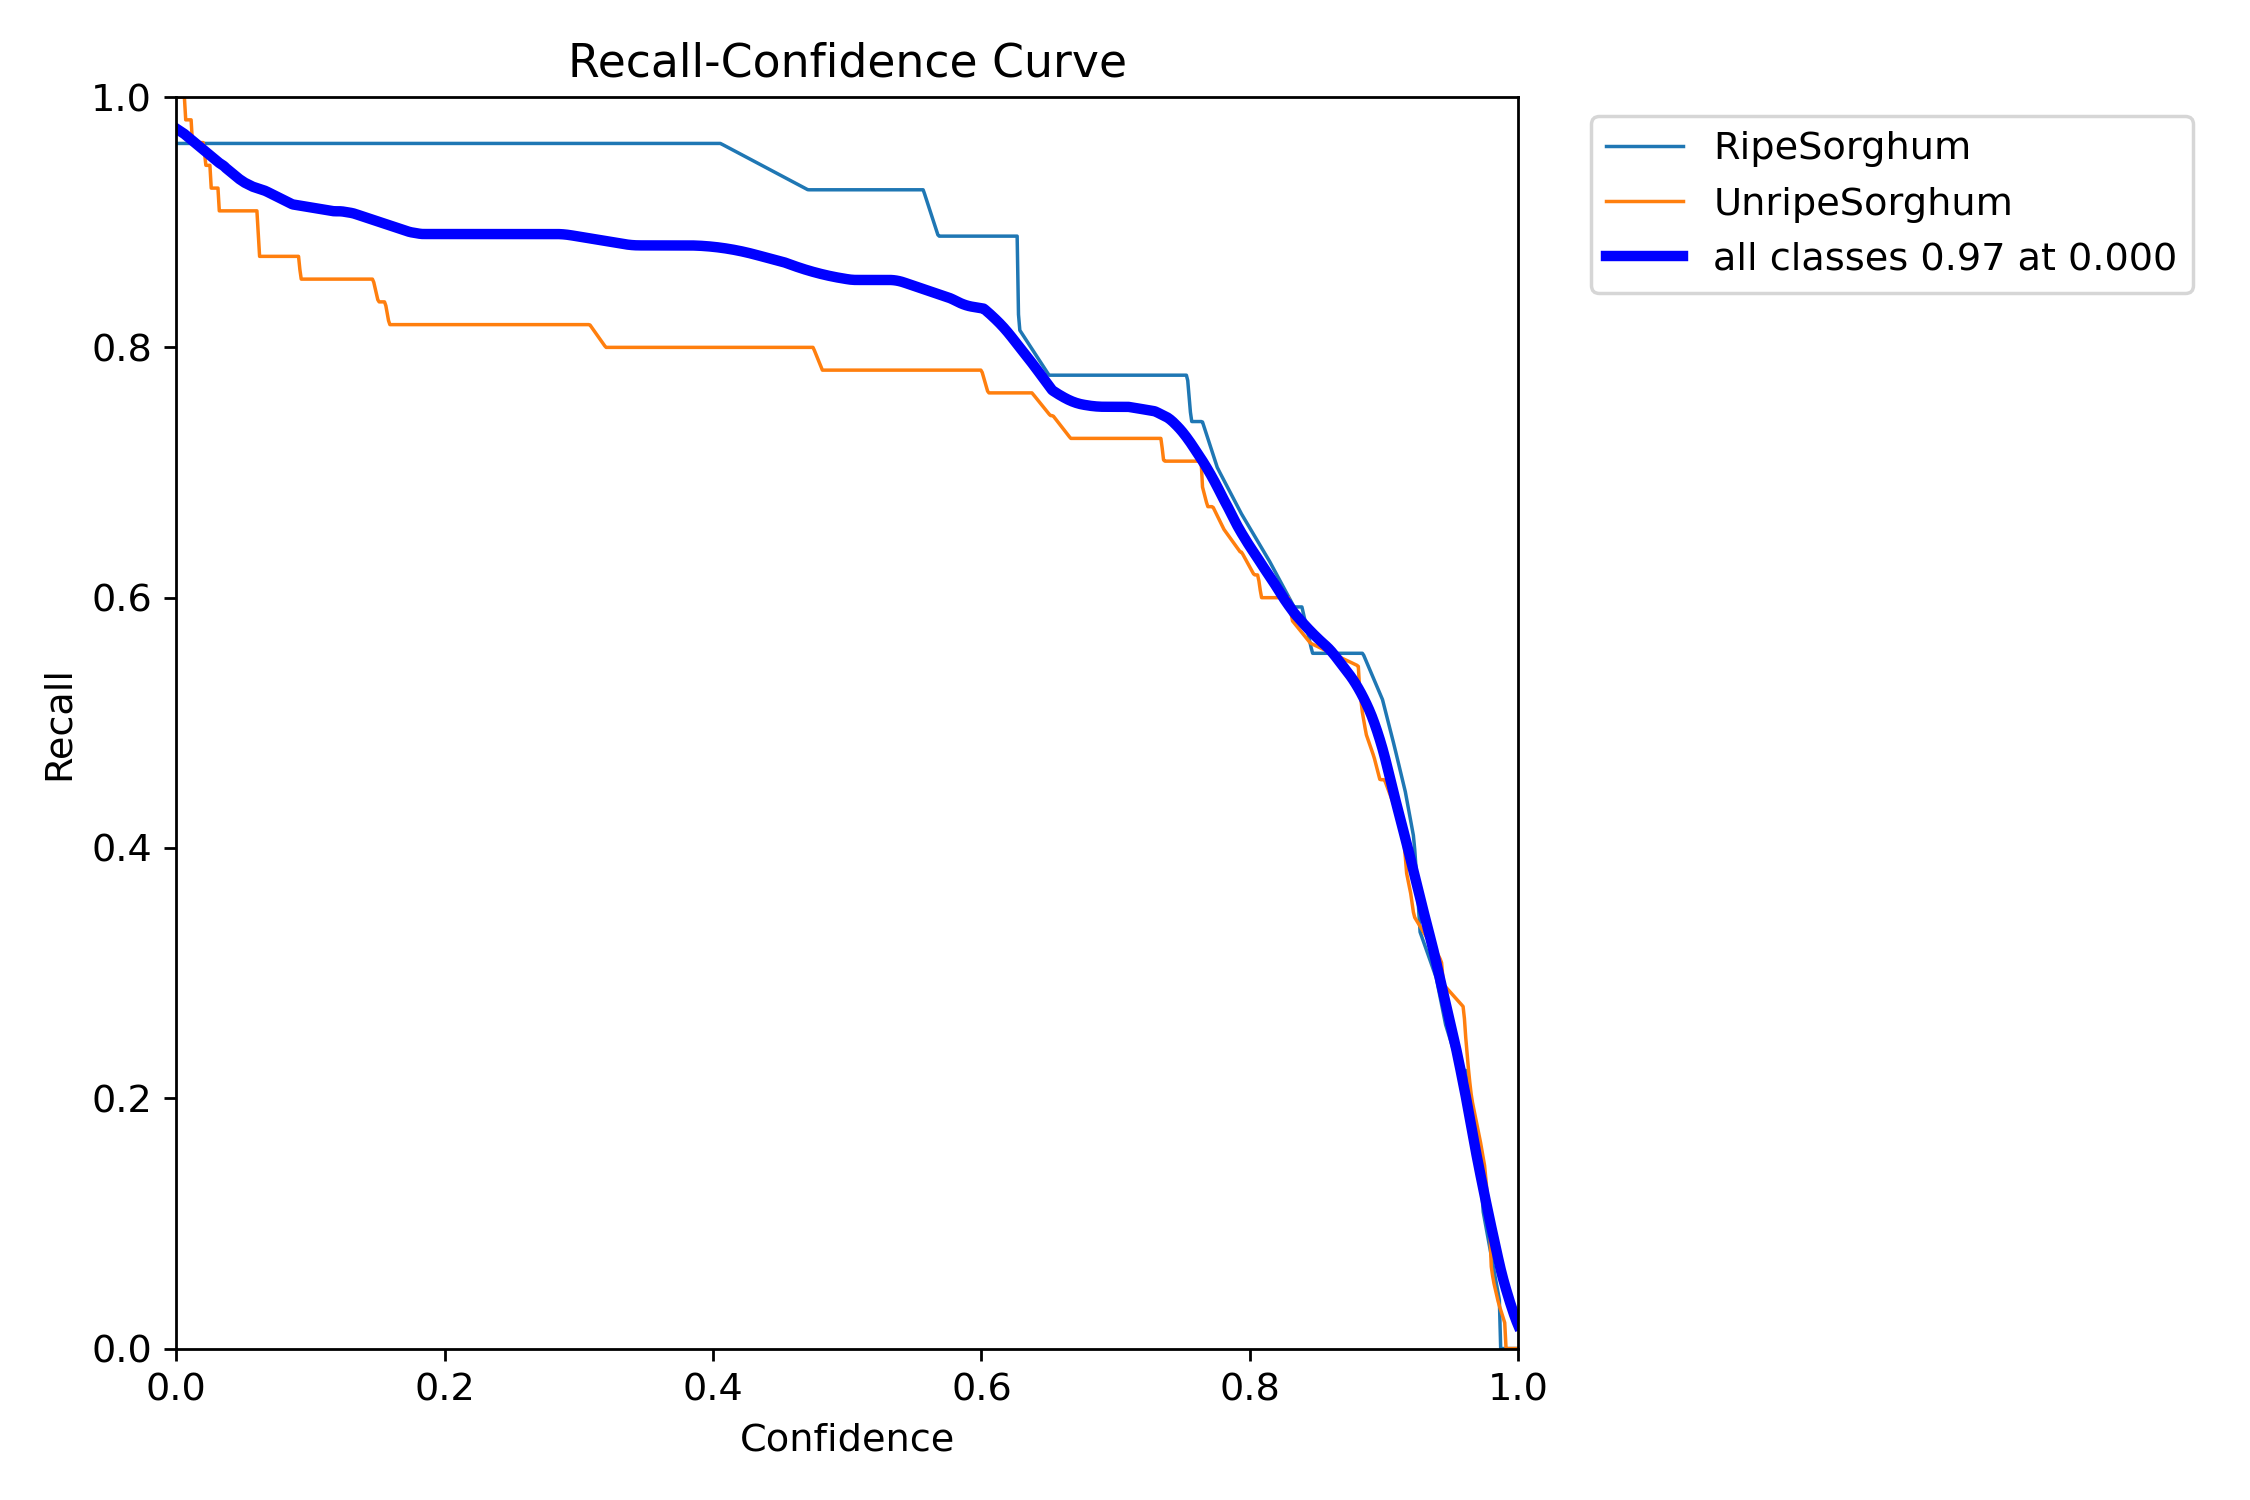 Recall-Confidence Curve
RipeSorghum
UnripeSorghum
all classes 0.97 at 0.000
1.0
0.8
0.6
0.4
0.2
0.0
Recall
0.0 0.2 0.4 0.6 0.8 1.0
Confidence